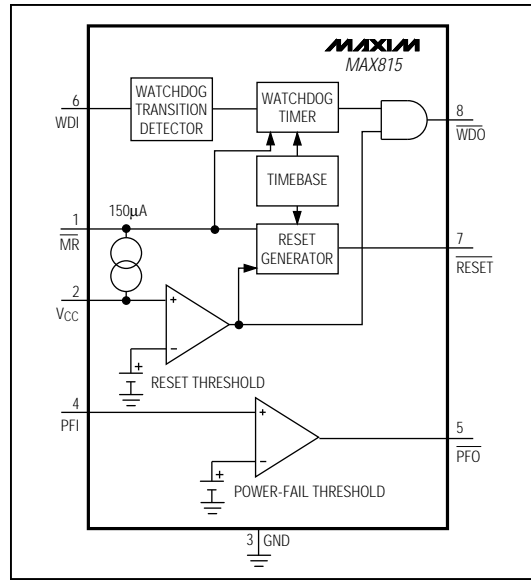 MAXIM
MAX815
WATCHDOG
TRANSITION
DETECTOR
WATCHDOG
TIMER
6
WDI
8
WDO
TIMEBASE
150µA
1
MR
RESET
GENERATOR
7
RESET
2
VCC
+
−
+
RESET THRESHOLD
4
PFI
+
−
5
PFO
+
POWER-FAIL THRESHOLD
3 GND